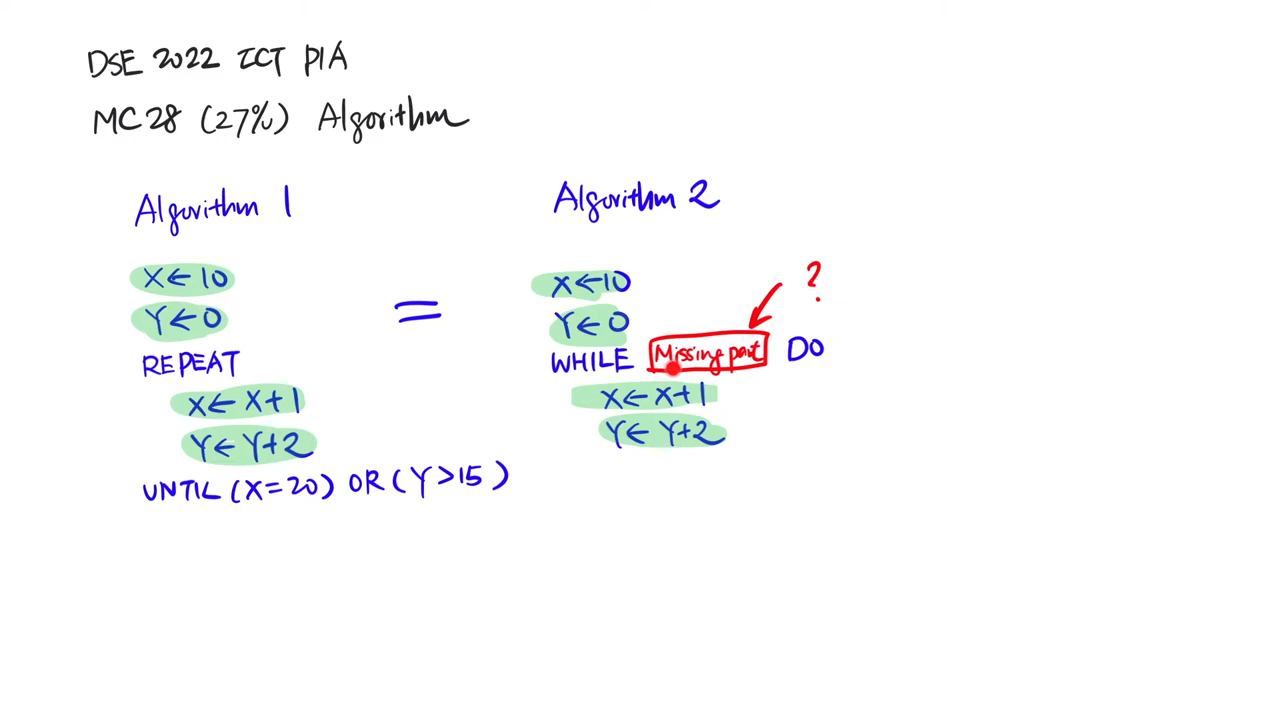 DSE 2022 ICT P1A
MC28 (27%) Algorithm
Algorithm 1
X←10
Y←0
REPEAT
X←X+1
Y←Y+2
UNTIL (X=20) OR (Y>15)
=
Algorithm 2
X←10
Y←0
?
WHILE Missing part DO
X←X+1
Y←Y+2